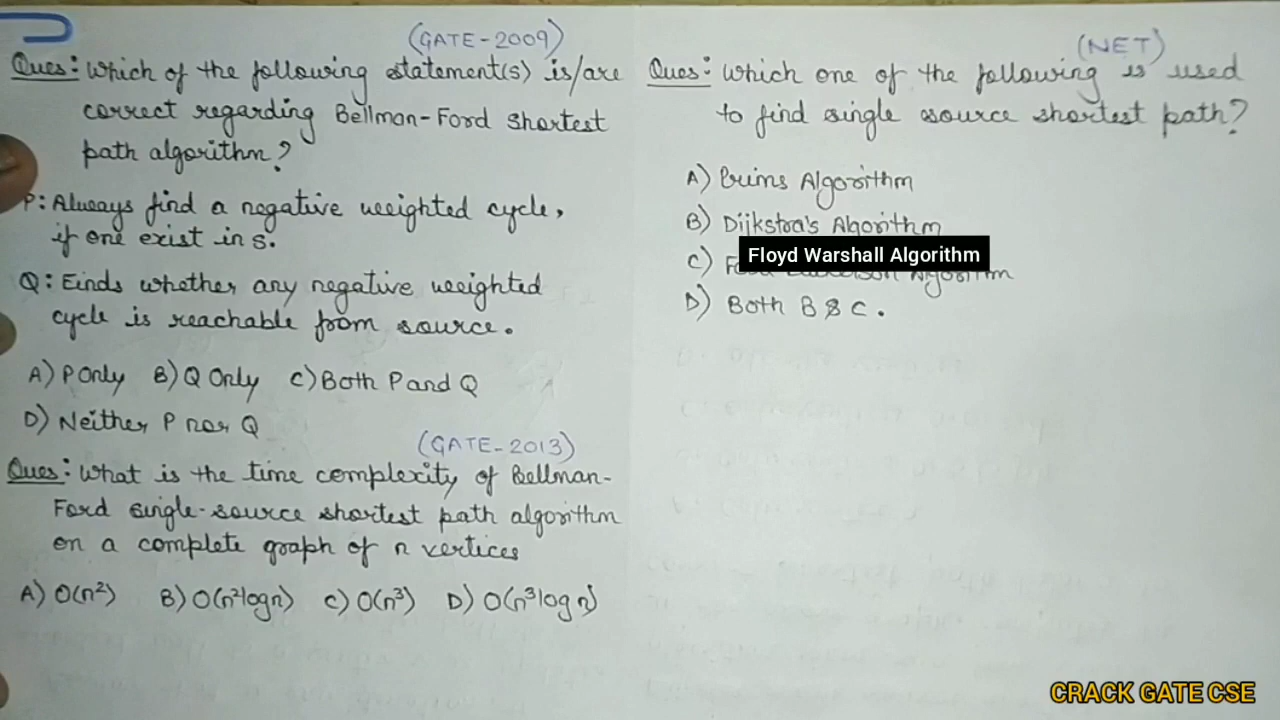 (GATE-2009)
Ques: Which of the following statement(s) is/are
correct regarding Bellman-Ford Shortest
path algorithm?
P: Always find a negative weighted cycle,
if one exist in s.
Q: Finds whether any negative weighted
cycle is reachable from source.
A) P Only B) Q Only C) Both P and Q
D) Neither P nor Q
(GATE-2013)
Ques: What is the time complexity of Bellman-
Ford single-source shortest path algorithm
on a complete graph of n vertices
A) O(n²) B) O(n²logn) C) O(n³) D) O(n³logn)
(NET)
Ques: Which one of the following is used
to find single source shortest path?
A) Prims Algorithm
B) Dijkstra's Algorithm
Floyd Warshall Algorithm
C) Algorithm
D) Both B & C.
CRACK GATE CSE